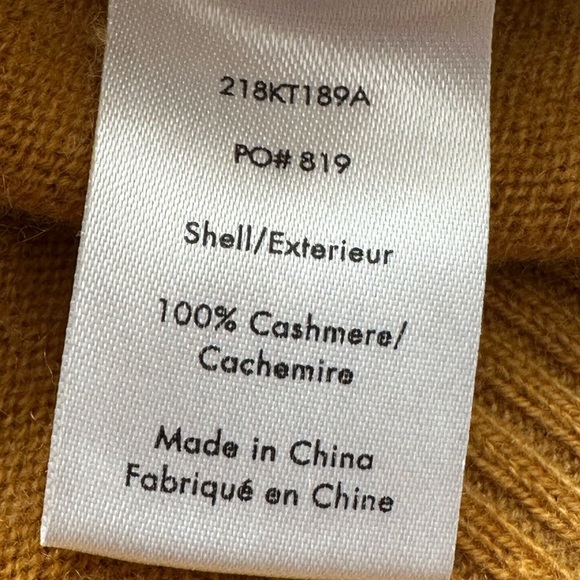 218KT189A
PO# 819
Shell/Exterieur
100% Cashmere/
Cachemire
Made in China
Fabriqué en Chine